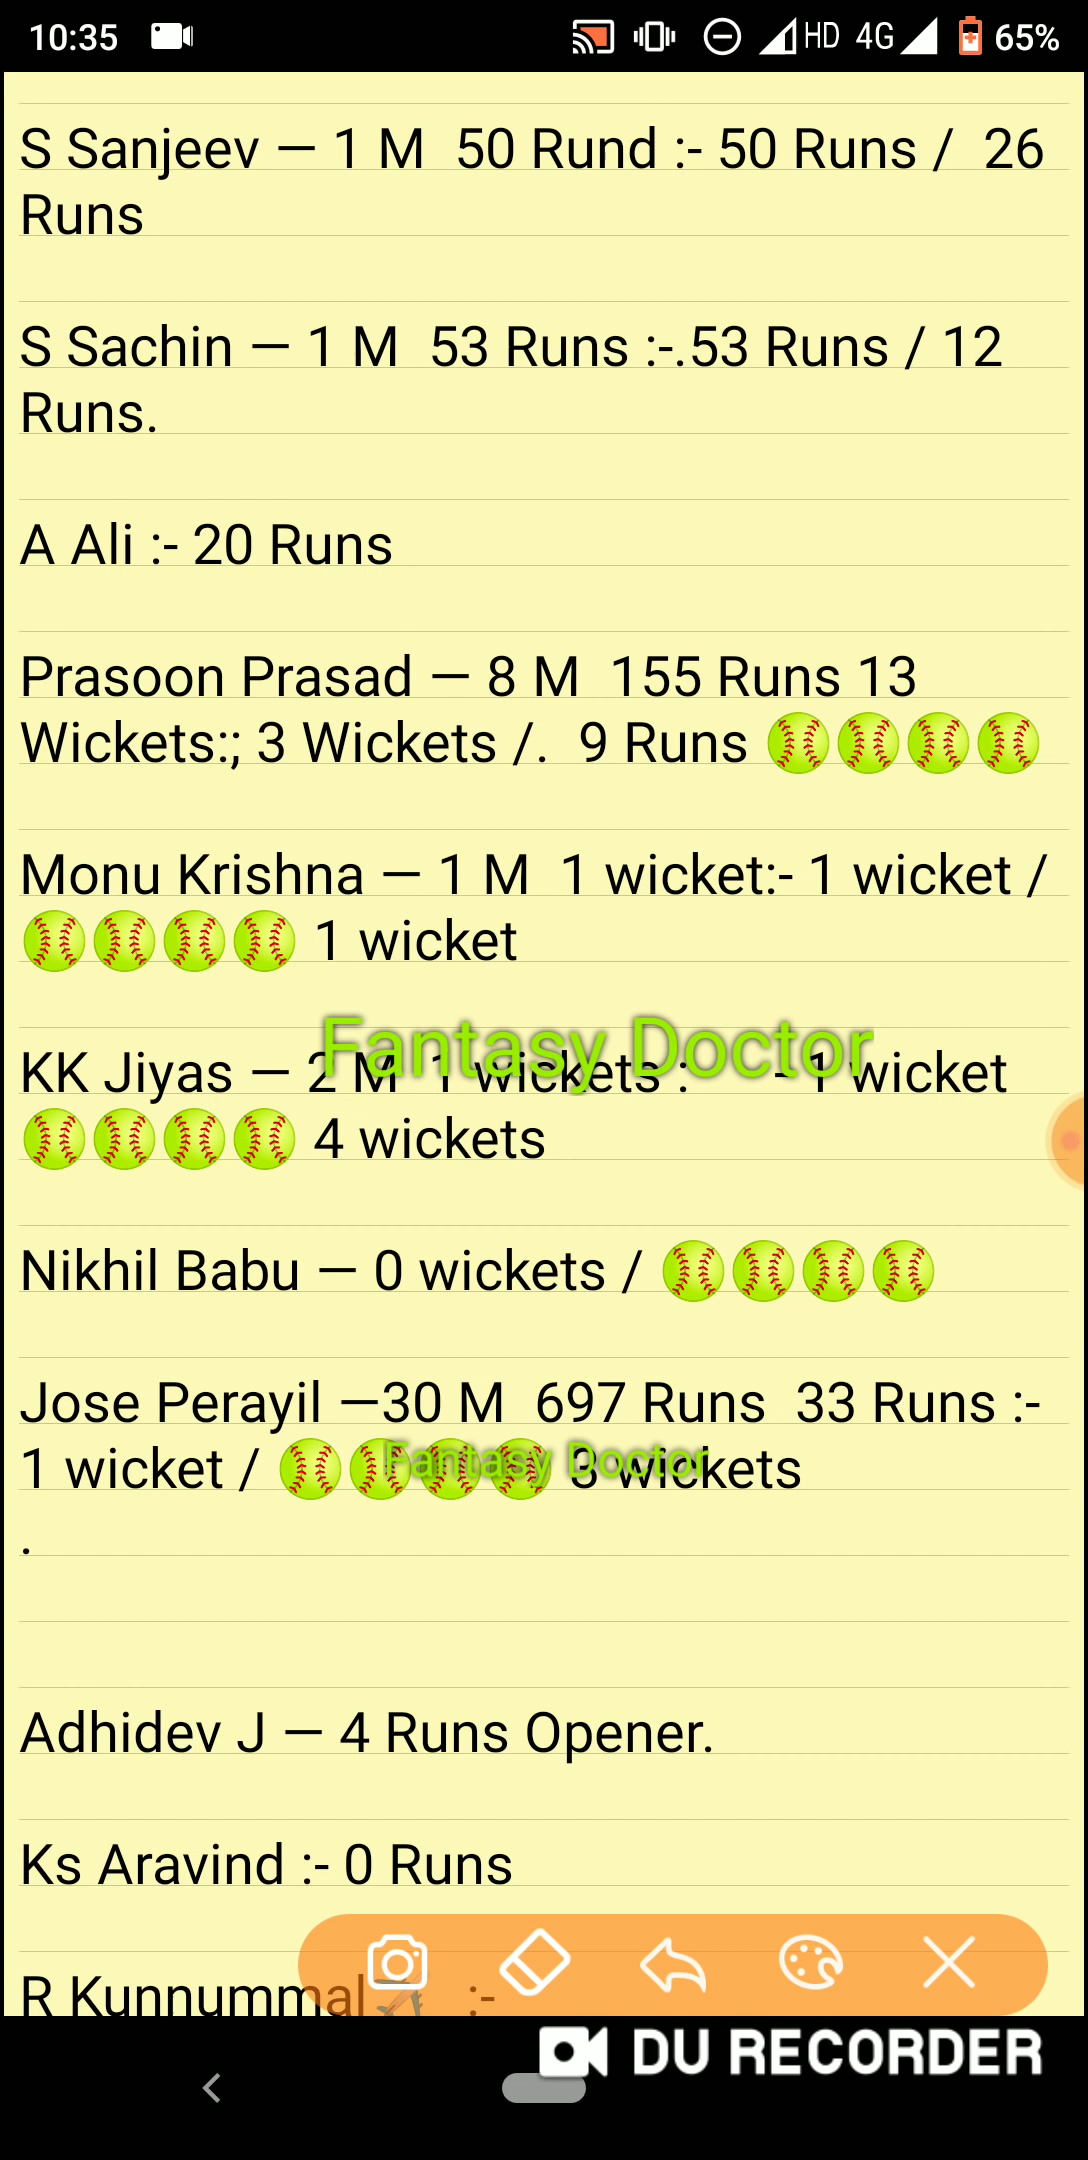 10:35 HD 4G 65%
S Sanjeev — 1 M  50 Rund :- 50 Runs /  26
Runs
S Sachin — 1 M  53 Runs :-.53 Runs / 12
Runs.
A Ali :- 20 Runs
Prasoon Prasad — 8 M  155 Runs 13
Wickets:; 3 Wickets /.  9 Runs 🥎🥎🥎🥎
Monu Krishna — 1 M  1 wicket:- 1 wicket /
🥎🥎🥎🥎 1 wicket
Fantasy Doctor
KK Jiyas — 2 M  1 wickets :  - 1 wicket
🥎🥎🥎🥎 4 wickets
Nikhil Babu — 0 wickets / 🥎🥎🥎🥎
Jose Perayil —30 M  697 Runs  33 Runs :-
1 wicket / 🥎🥎🥎🥎 3 wickets
Fantasy Doctor
.
Adhidev J — 4 Runs Opener.
Ks Aravind :- 0 Runs
R Kunnummal :-
DU RECORDER